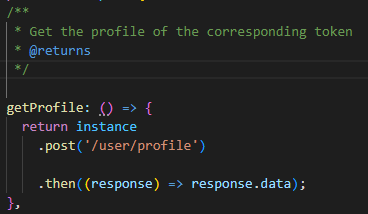 /**
 * Get the profile of the corresponding token
 * @returns
 */
getProfile: () => {
  return instance
    .post('/user/profile')
    .then((response) => response.data);
},